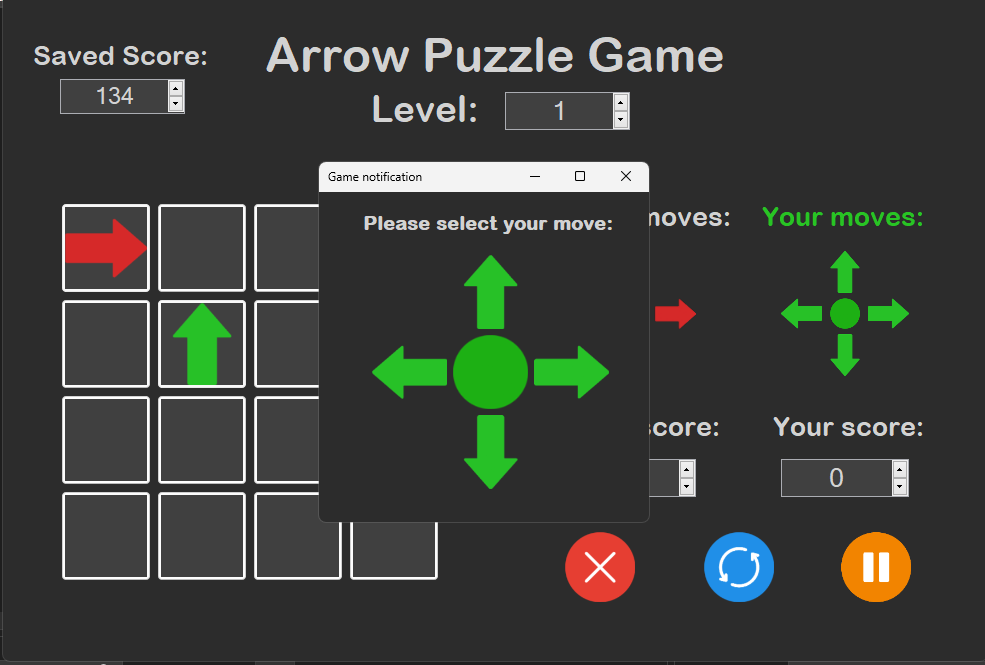 Saved Score:
Arrow Puzzle Game
134
Level:
1
Game notification
Please select your move:
moves:
Your moves:
score:
Your score:
0